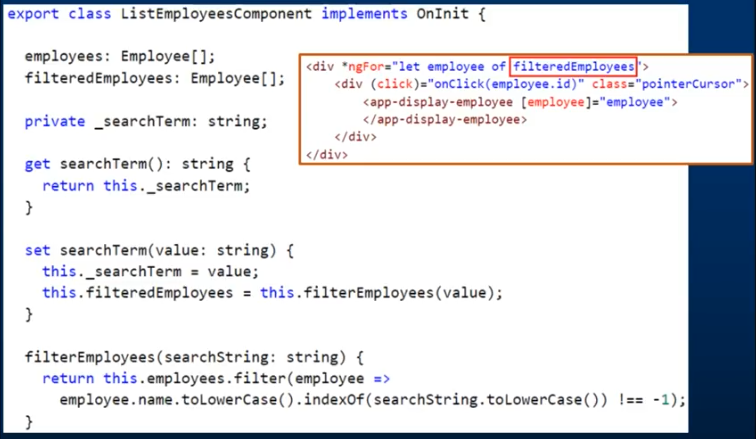 export class ListEmployeesComponent implements OnInit {
employees: Employee[];
filteredEmployees: Employee[];
private _searchTerm: string;
get searchTerm(): string {
return this._searchTerm;
}
set searchTerm(value: string) {
this._searchTerm = value;
this.filteredEmployees = this.filterEmployees(value);
}
filterEmployees(searchString: string) {
return this.employees.filter(employee =>
employee.name.toLowerCase().indexOf(searchString.toLowerCase()) !== -1);
}
<div *ngFor="let employee of filteredEmployees">
<div (click)="onClick(employee.id)" class="pointerCursor">
<app-display-employee [employee]="employee">
</app-display-employee>
</div>
</div>